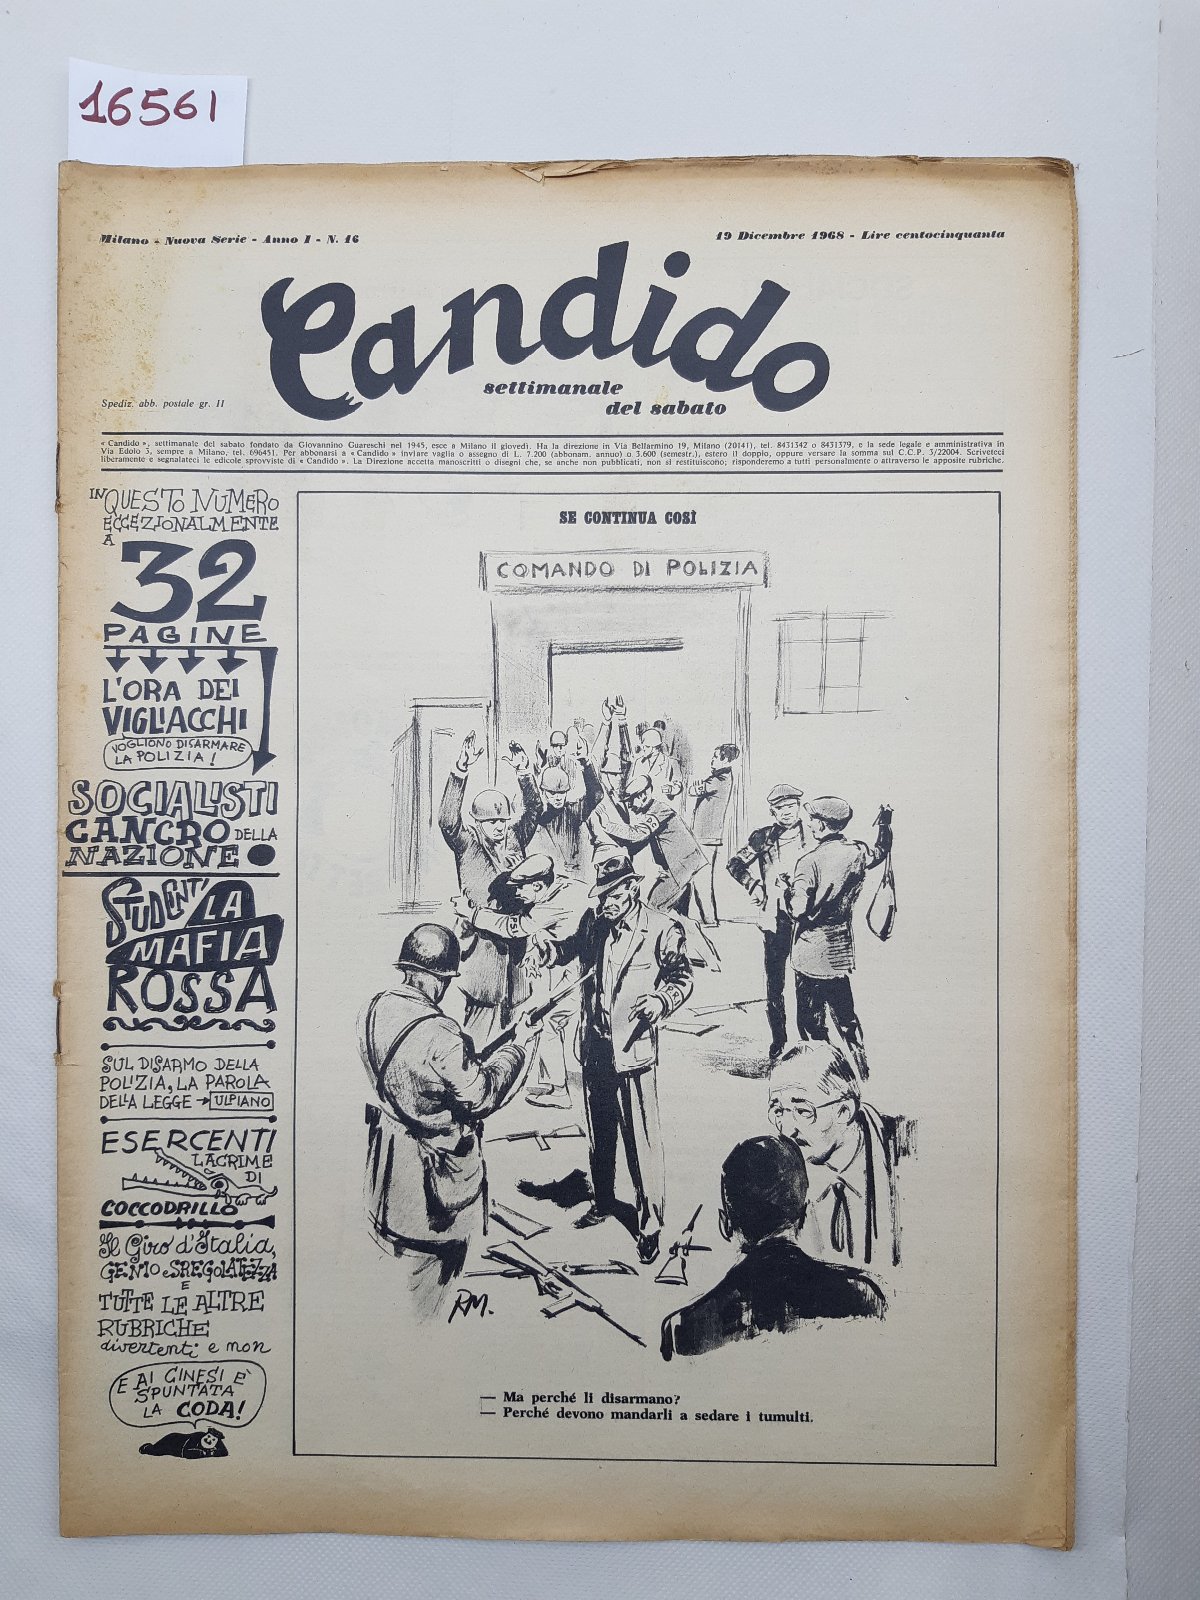 16561
Milano - Nuova Serie - Anno I - N. 16
19 Dicembre 1968 - Lire centocinquanta
Candido
settimanale
del sabato
Spediz. abb. postale gr. II
« Candido », settimanale del sabato fondato da Giovannino Guareschi nel 1945, esce a Milano il giovedì. Ha la direzione in Via Bellarmino 19, Milano (20141), tel. 8431342 o 8431379, e la sede legale e amministrativa in
Via Edolo 3, sempre a Milano, tel. 696451. Per abbonarsi a « Candido » inviare vaglia o assegno di L. 7.200 (abbonam. annuo) o 3.600 (semestr.), estero il doppio, oppure versare la somma sul C.C.P. 3/22004. Scriveteci
liberamente e segnalateci le edicole sprovviste di « Candido ». La Direzione accetta manoscritti o disegni che, se anche non pubblicati, non si restituiscono; risponderemo a tutti personalmente o attraverso le apposite rubriche.
IN QUESTO NUMERO
ECCEZIONALMENTE
A 32
PAGINE
L'ORA DEI
VIGLIACCHI
VOGLIONO DISARMARE
LA POLIZIA!
SOCIALISTI
CANCRO DELLA
NAZIONE
STUDENTI LA
MAFIA
ROSSA
SUL DISARMO DELLA
POLIZIA, LA PAROLA
DELLA LEGGE → ULPIANO
ESERCENTI
LACRIME
DI
COCCODRILLO
Il Giro d'Italia,
GENIO e SREGOLATEZZA
E
TUTTE LE ALTRE
RUBRICHE
divertenti e non
E AI CINESI E'
SPUNTATA
LA CODA!
SE CONTINUA COSÌ
COMANDO DI POLIZIA
PSI
PSI
PRI
RM.
— Ma perché li disarmano?
— Perché devono mandarli a sedare i tumulti.